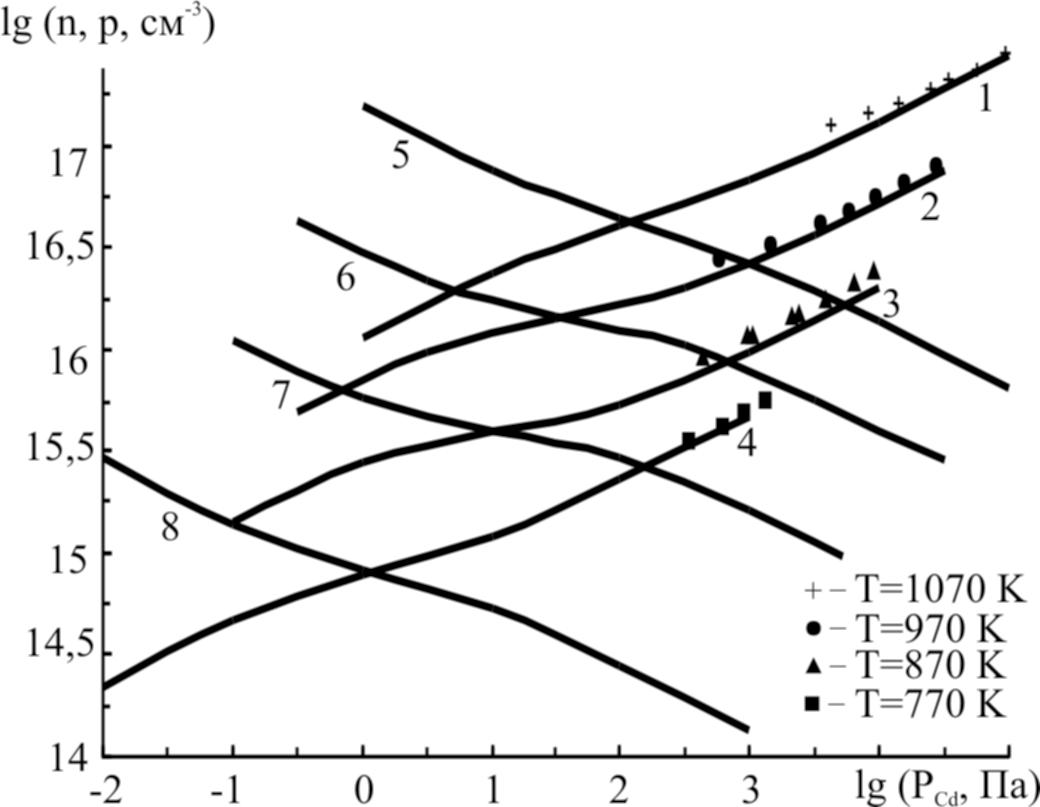 lg (n, p, см⁻³)
1
17
5
2
16,5
6
3
16
7
4
15,5
8
15
+ – T=1070 K
● – T=970 K
14,5
▲ – T=870 K
■ – T=770 K
14
-2 -1 0 1 2 3 lg (P_Cd, Па)